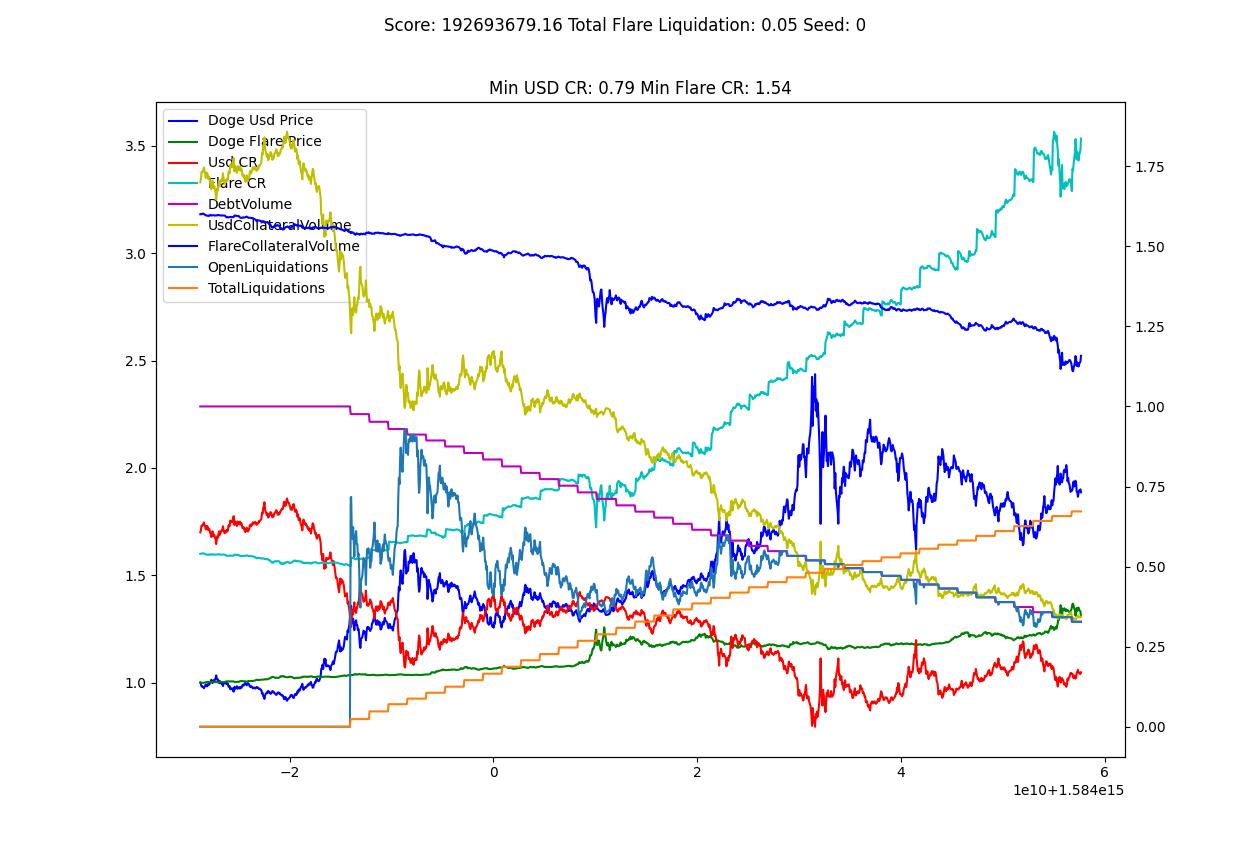 Score: 192693679.16 Total Flare Liquidation: 0.05 Seed: 0
Min USD CR: 0.79 Min Flare CR: 1.54
Doge Usd Price
Doge Flare Price
Usd CR
Flare CR
DebtVolume
UsdCollateralVolume
FlareCollateralVolume
OpenLiquidations
TotalLiquidations
3.5
3.0
2.5
2.0
1.5
1.0
1.75
1.50
1.25
1.00
0.75
0.50
0.25
0.00
−2 0 2 4 6
1e10+1.584e15